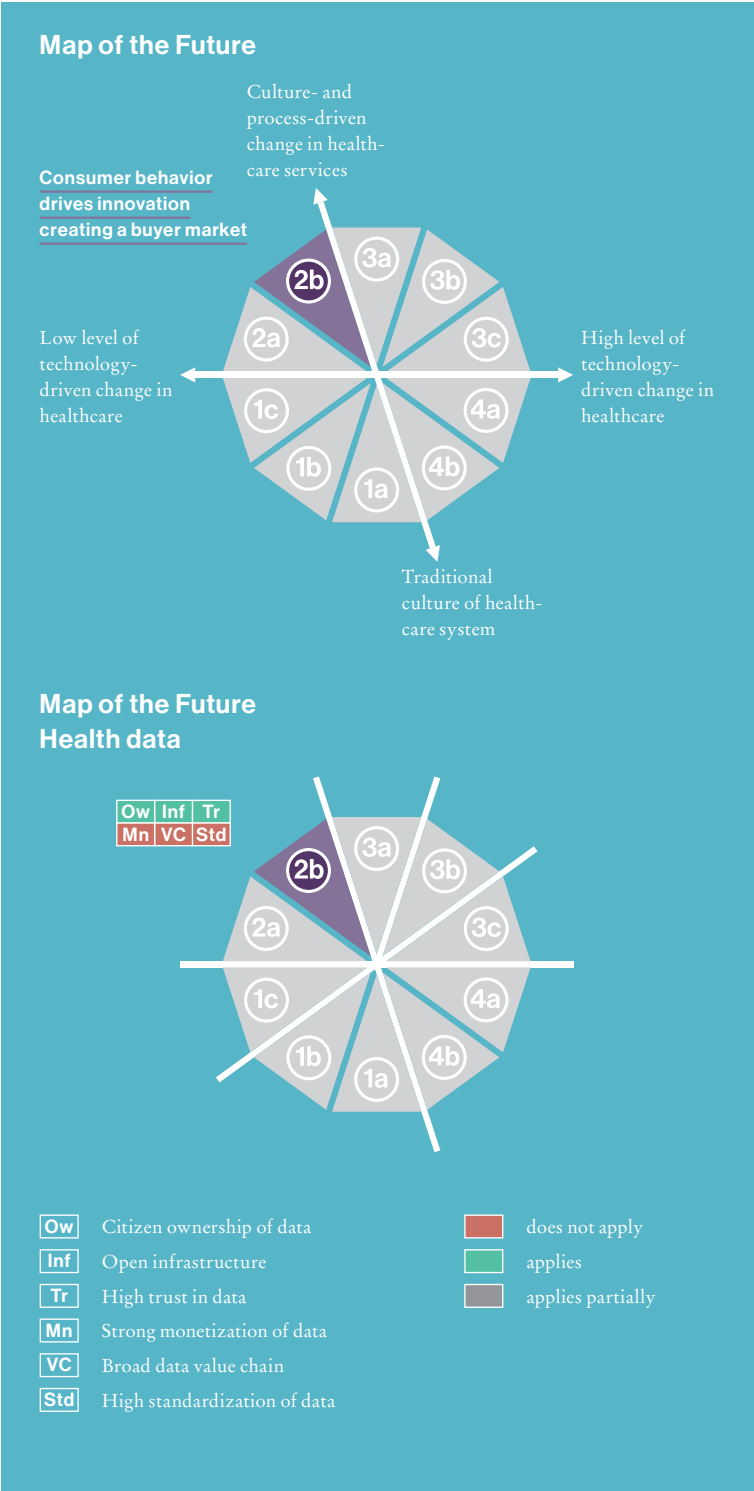 Map of the Future
Culture- and
process-driven
change in health-
care services
Consumer behavior
drives innovation
creating a buyer market
3a
2b
3b
2a
3c
Low level of
technology-
driven change in
healthcare
High level of
technology-
driven change in
healthcare
1c
4a
1b
4b
1a
Traditional
culture of health-
care system
Map of the Future
Health data
Ow Inf Tr
Mn VC Std
3a
2b
3b
2a
3c
1c
4a
1b
4b
1a
Ow Citizen ownership of data
Inf Open infrastructure
Tr High trust in data
Mn Strong monetization of data
VC Broad data value chain
Std High standardization of data
does not apply
applies
applies partially